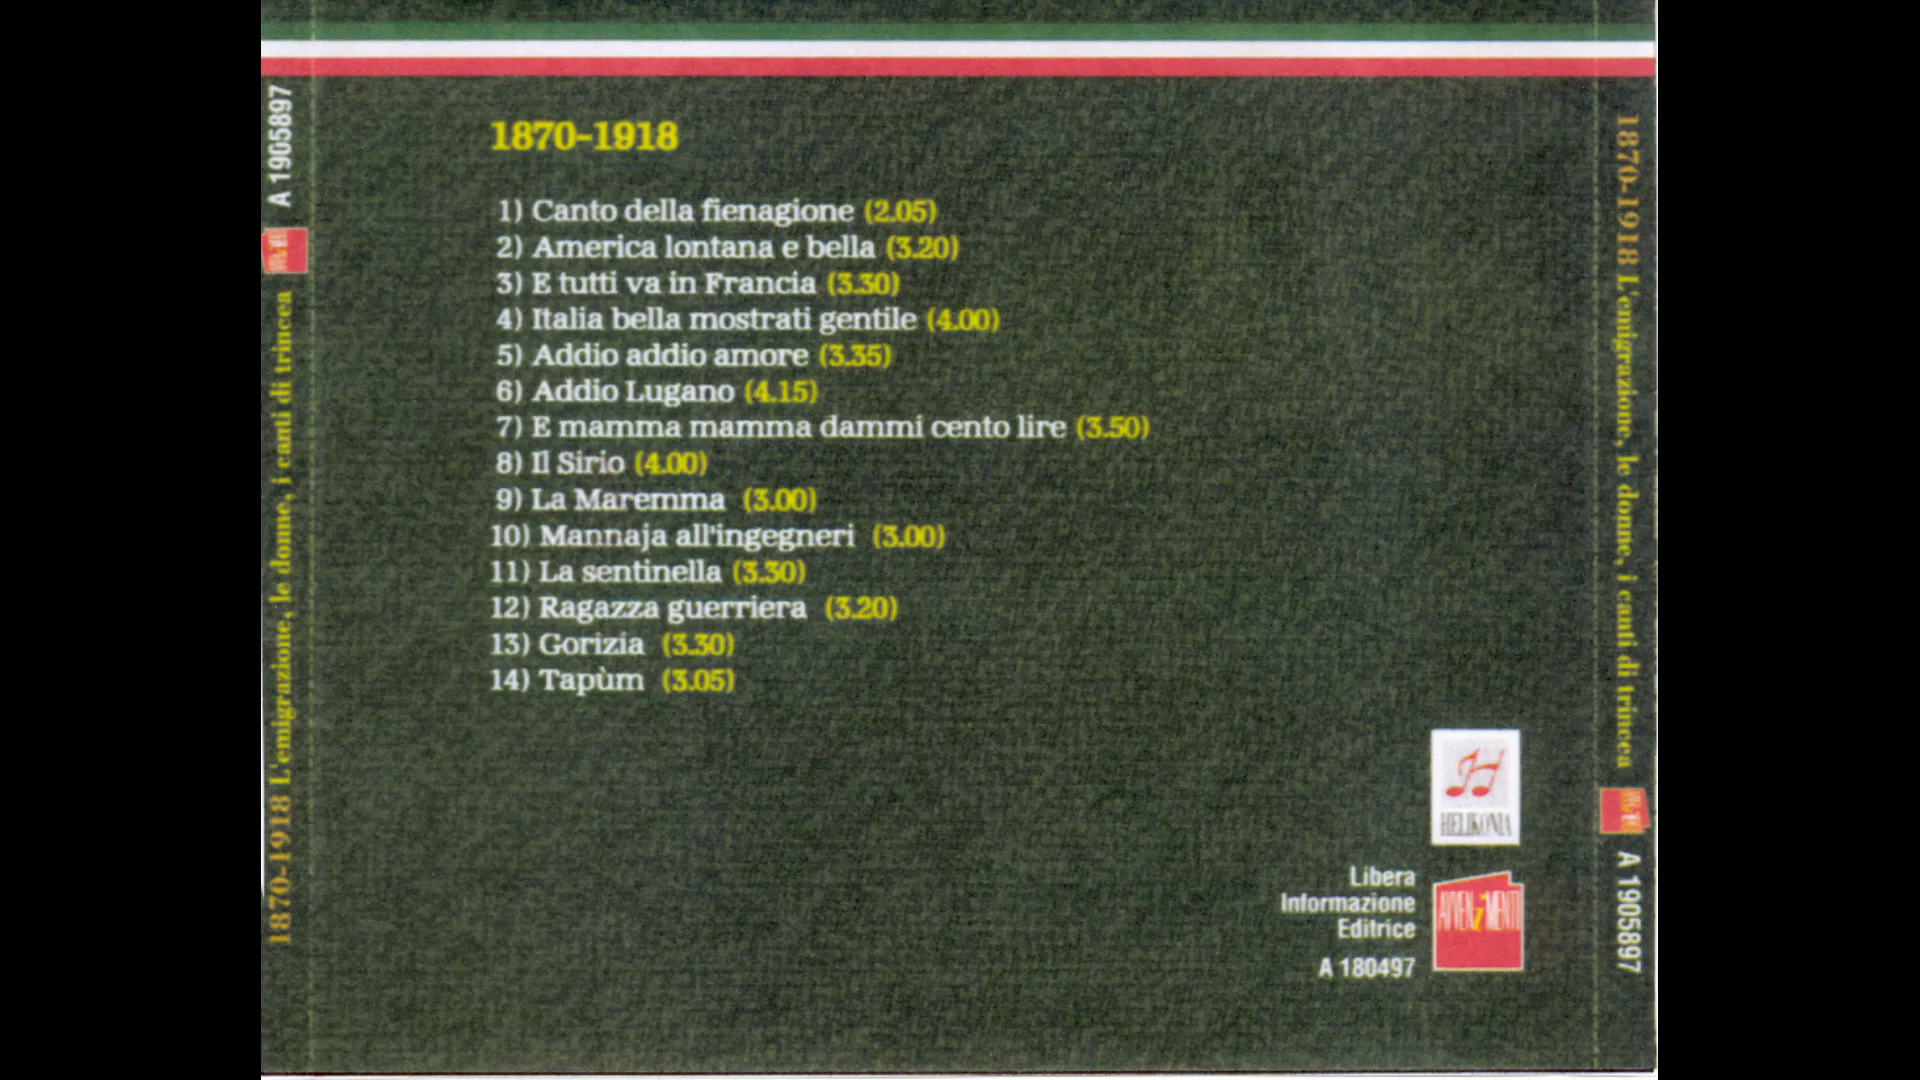 A 1905897
1870-1918 L'emigrazione, le donne, i canti di trincea
1870-1918
1) Canto della fienagione (2.05)
2) America lontana e bella (3.20)
3) E tutti va in Francia (3.30)
4) Italia bella mostrati gentile (4.00)
5) Addio addio amore (3.35)
6) Addio Lugano (4.15)
7) E mamma mamma dammi cento lire (3.50)
8) Il Sirio (4.00)
9) La Maremma (3.00)
10) Mannaja all'ingegneri (3.00)
11) La sentinella (3.30)
12) Ragazza guerriera (3.20)
13) Gorizia (3.30)
14) Tapùm (3.05)
HELIKONIA
Libera
Informazione
Editrice
A 180497
AVVENIMENTI
1870-1918 L'emigrazione, le donne, i canti di trincea
A 1905897